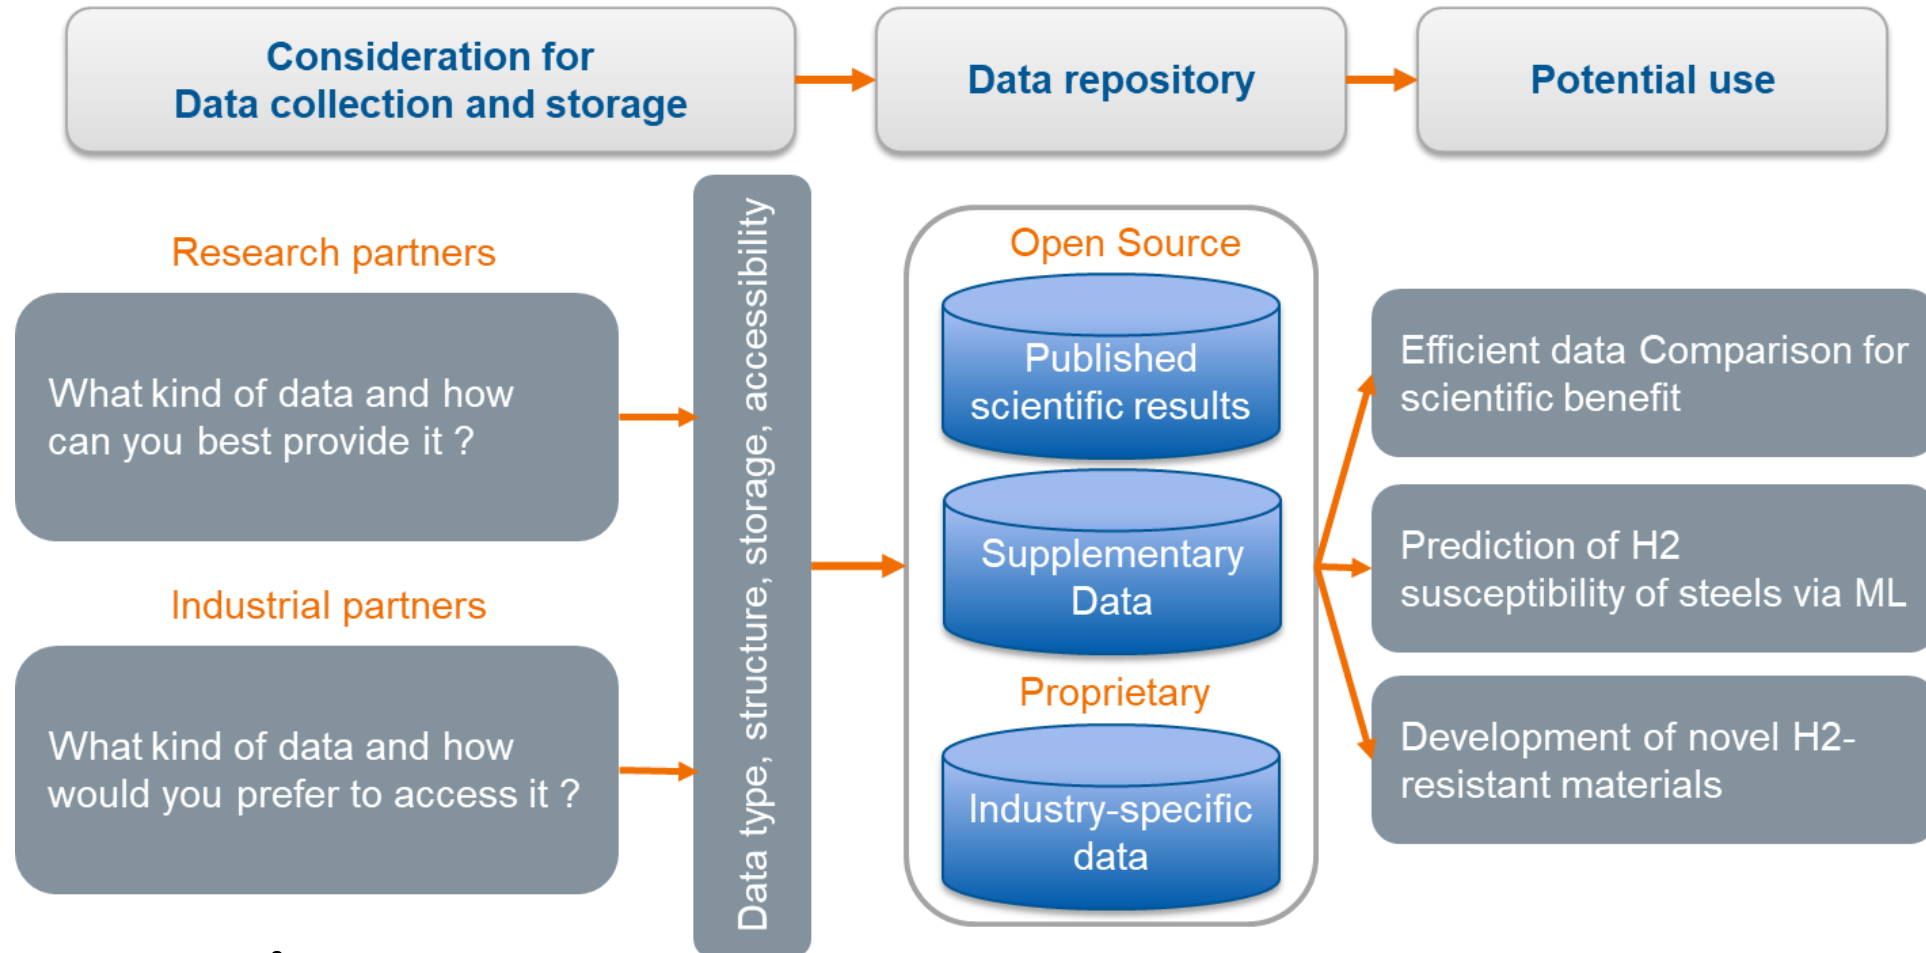 Consideration for
Data collection and storage
Data repository
Potential use
Research partners
What kind of data and how
can you best provide it ?
Industrial partners
What kind of data and how
would you prefer to access it ?
Data type, structure, storage, accessibility
Open Source
Published
scientific results
Supplementary
Data
Proprietary
Industry-specific
data
Efficient data Comparison for
scientific benefit
Prediction of H2
susceptibility of steels via ML
Development of novel H2-
resistant materials